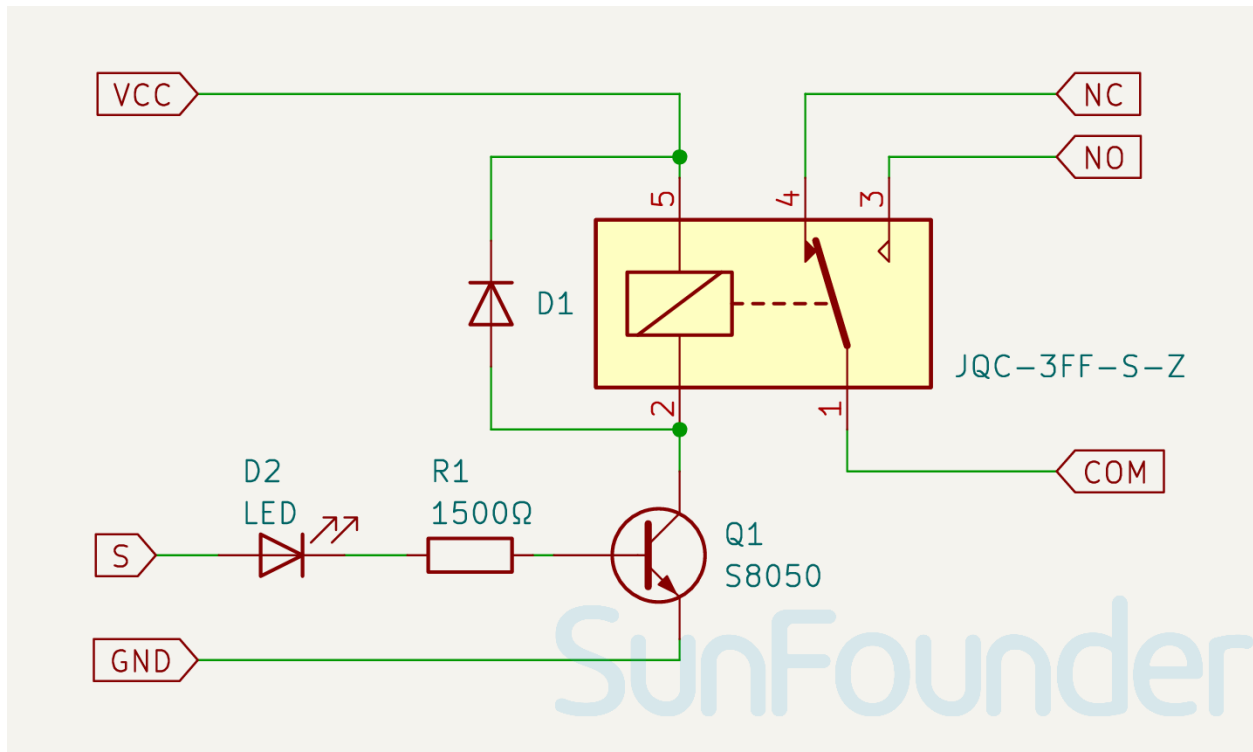 VCC
NC
NO
5
4
3
D1
JQC-3FF-S-Z
2
1
D2
LED
R1
1500Ω
COM
S
Q1
S8050
GND
SunFounder